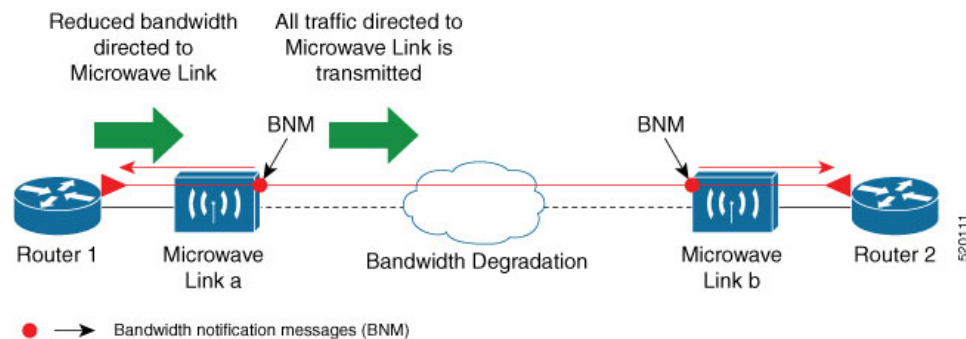 Reduced bandwidth
directed to
Microwave Link
All traffic directed to
Microwave Link is
transmitted
BNM
BNM
Router 1
Microwave
Link a
Bandwidth Degradation
Microwave
Link b
Router 2
520111
Bandwidth notification messages (BNM)